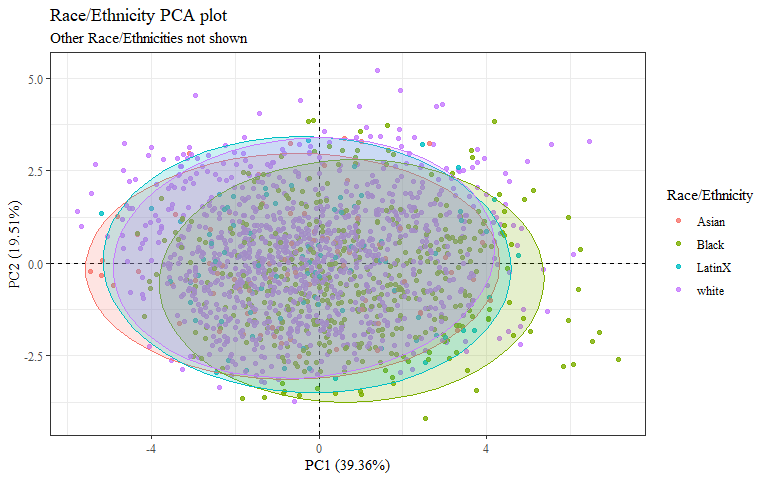 Race/Ethnicity PCA plot
Other Race/Ethnicities not shown
5.0
2.5
0.0
-2.5
PC2 (19.51%)
-4
0
4
PC1 (39.36%)
Race/Ethnicity
Asian
Black
LatinX
white